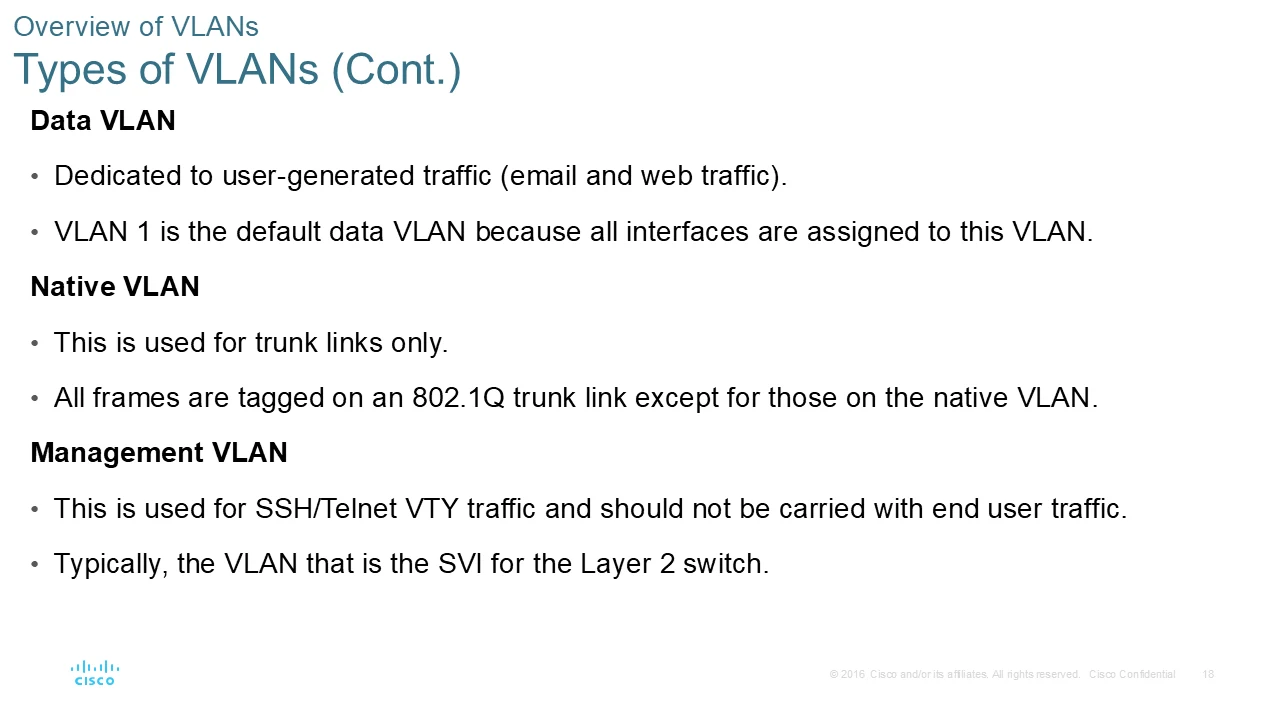 Overview of VLANs
Types of VLANs (Cont.)
Data VLAN
• Dedicated to user-generated traffic (email and web traffic).
• VLAN 1 is the default data VLAN because all interfaces are assigned to this VLAN.
Native VLAN
• This is used for trunk links only.
• All frames are tagged on an 802.1Q trunk link except for those on the native VLAN.
Management VLAN
• This is used for SSH/Telnet VTY traffic and should not be carried with end user traffic.
• Typically, the VLAN that is the SVI for the Layer 2 switch.
CISCO
© 2016 Cisco and/or its affiliates. All rights reserved. Cisco Confidential 18